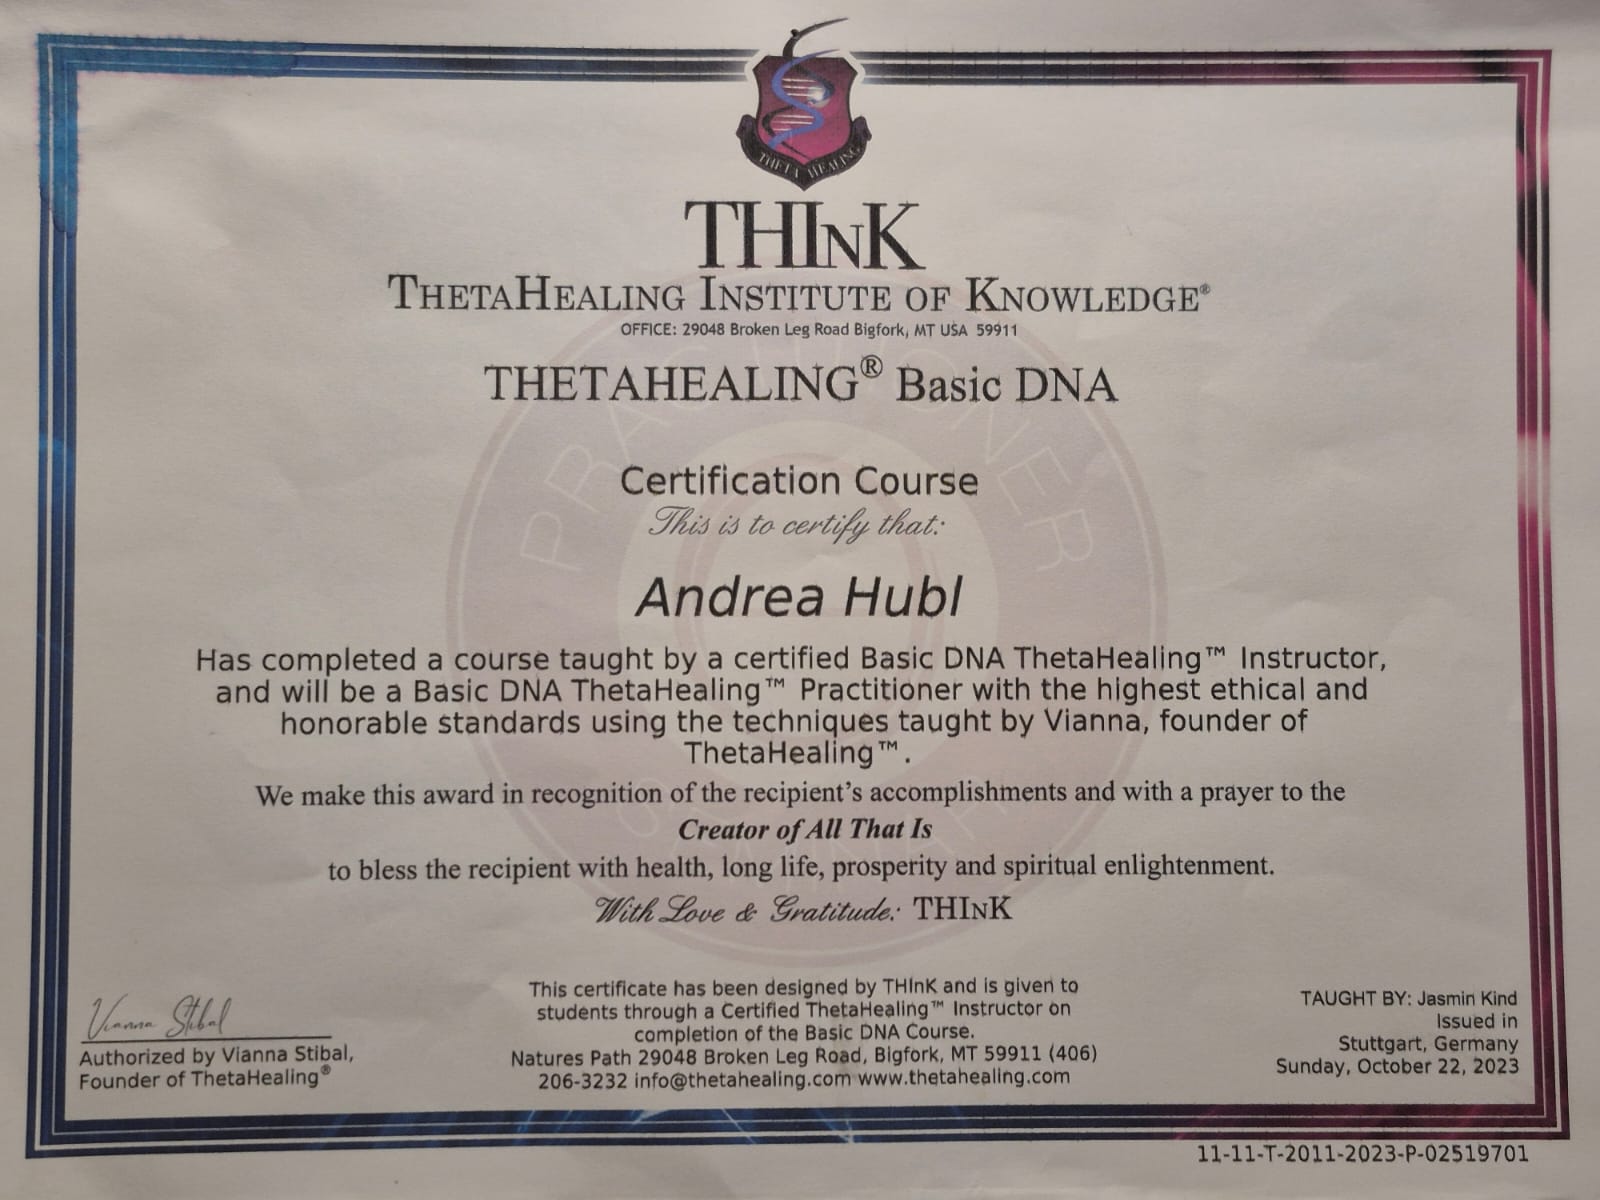 THETA HEALING
THInK
ThetaHealing Institute of Knowledge®
OFFICE: 29048 Broken Leg Road Bigfork, MT USA 59911
THETAHEALING® Basic DNA
PRACTITIONER
Certification Course
This is to certify that:
Andrea Hubl
Has completed a course taught by a certified Basic DNA ThetaHealing™ Instructor,
and will be a Basic DNA ThetaHealing™ Practitioner with the highest ethical and
honorable standards using the techniques taught by Vianna, founder of
ThetaHealing™.
We make this award in recognition of the recipient's accomplishments and with a prayer to the
Creator of All That Is
to bless the recipient with health, long life, prosperity and spiritual enlightenment.
With Love & Gratitude: THInK
Vianna Stibal
Authorized by Vianna Stibal,
Founder of ThetaHealing®
This certificate has been designed by THInK and is given to
students through a Certified ThetaHealing™ Instructor on
completion of the Basic DNA Course.
Natures Path 29048 Broken Leg Road, Bigfork, MT 59911 (406)
206-3232 info@thetahealing.com www.thetahealing.com
TAUGHT BY: Jasmin Kind
Issued in
Stuttgart, Germany
Sunday, October 22, 2023
11-11-T-2011-2023-P-02519701